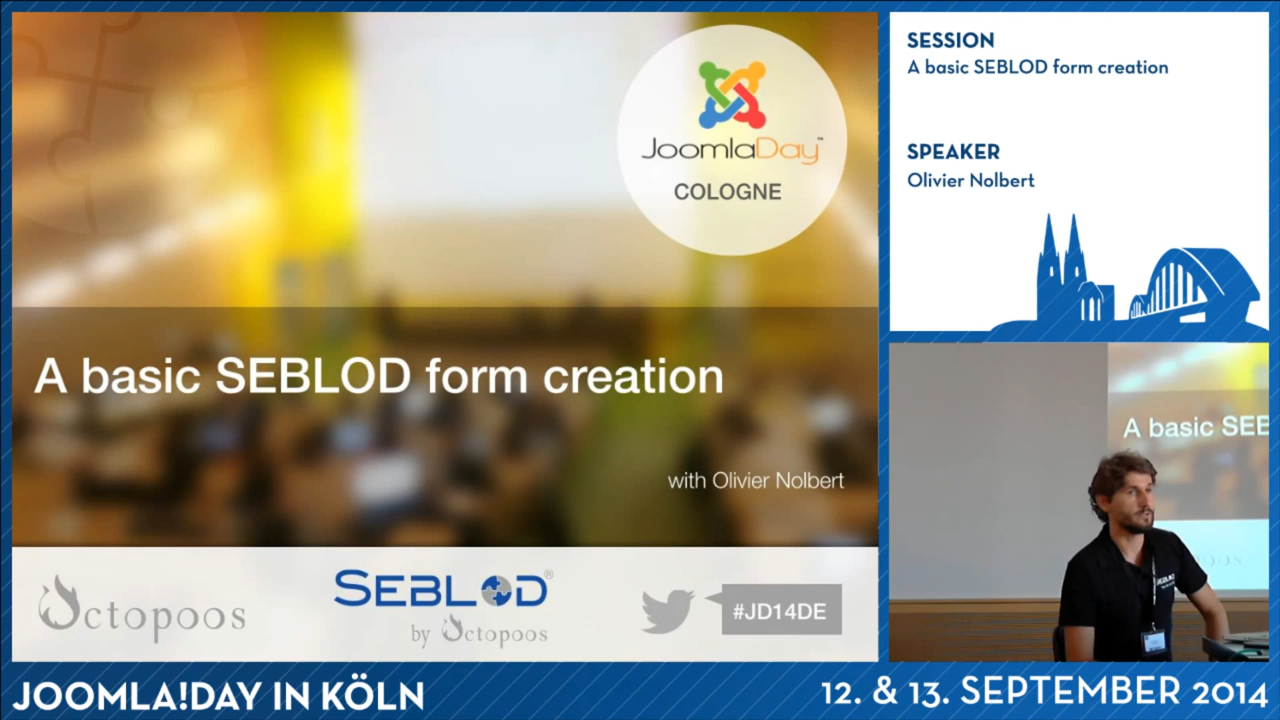 JoomlaDay™
COLOGNE
A basic SEBLOD form creation
with Olivier Nolbert
Octopoos
SEBLOD®
by Octopoos
#JD14DE
SESSION
A basic SEBLOD form creation
SPEAKER
Olivier Nolbert
A basic SEB
SEBLOD
JOOMLA!DAY IN KÖLN
12. & 13. SEPTEMBER 2014